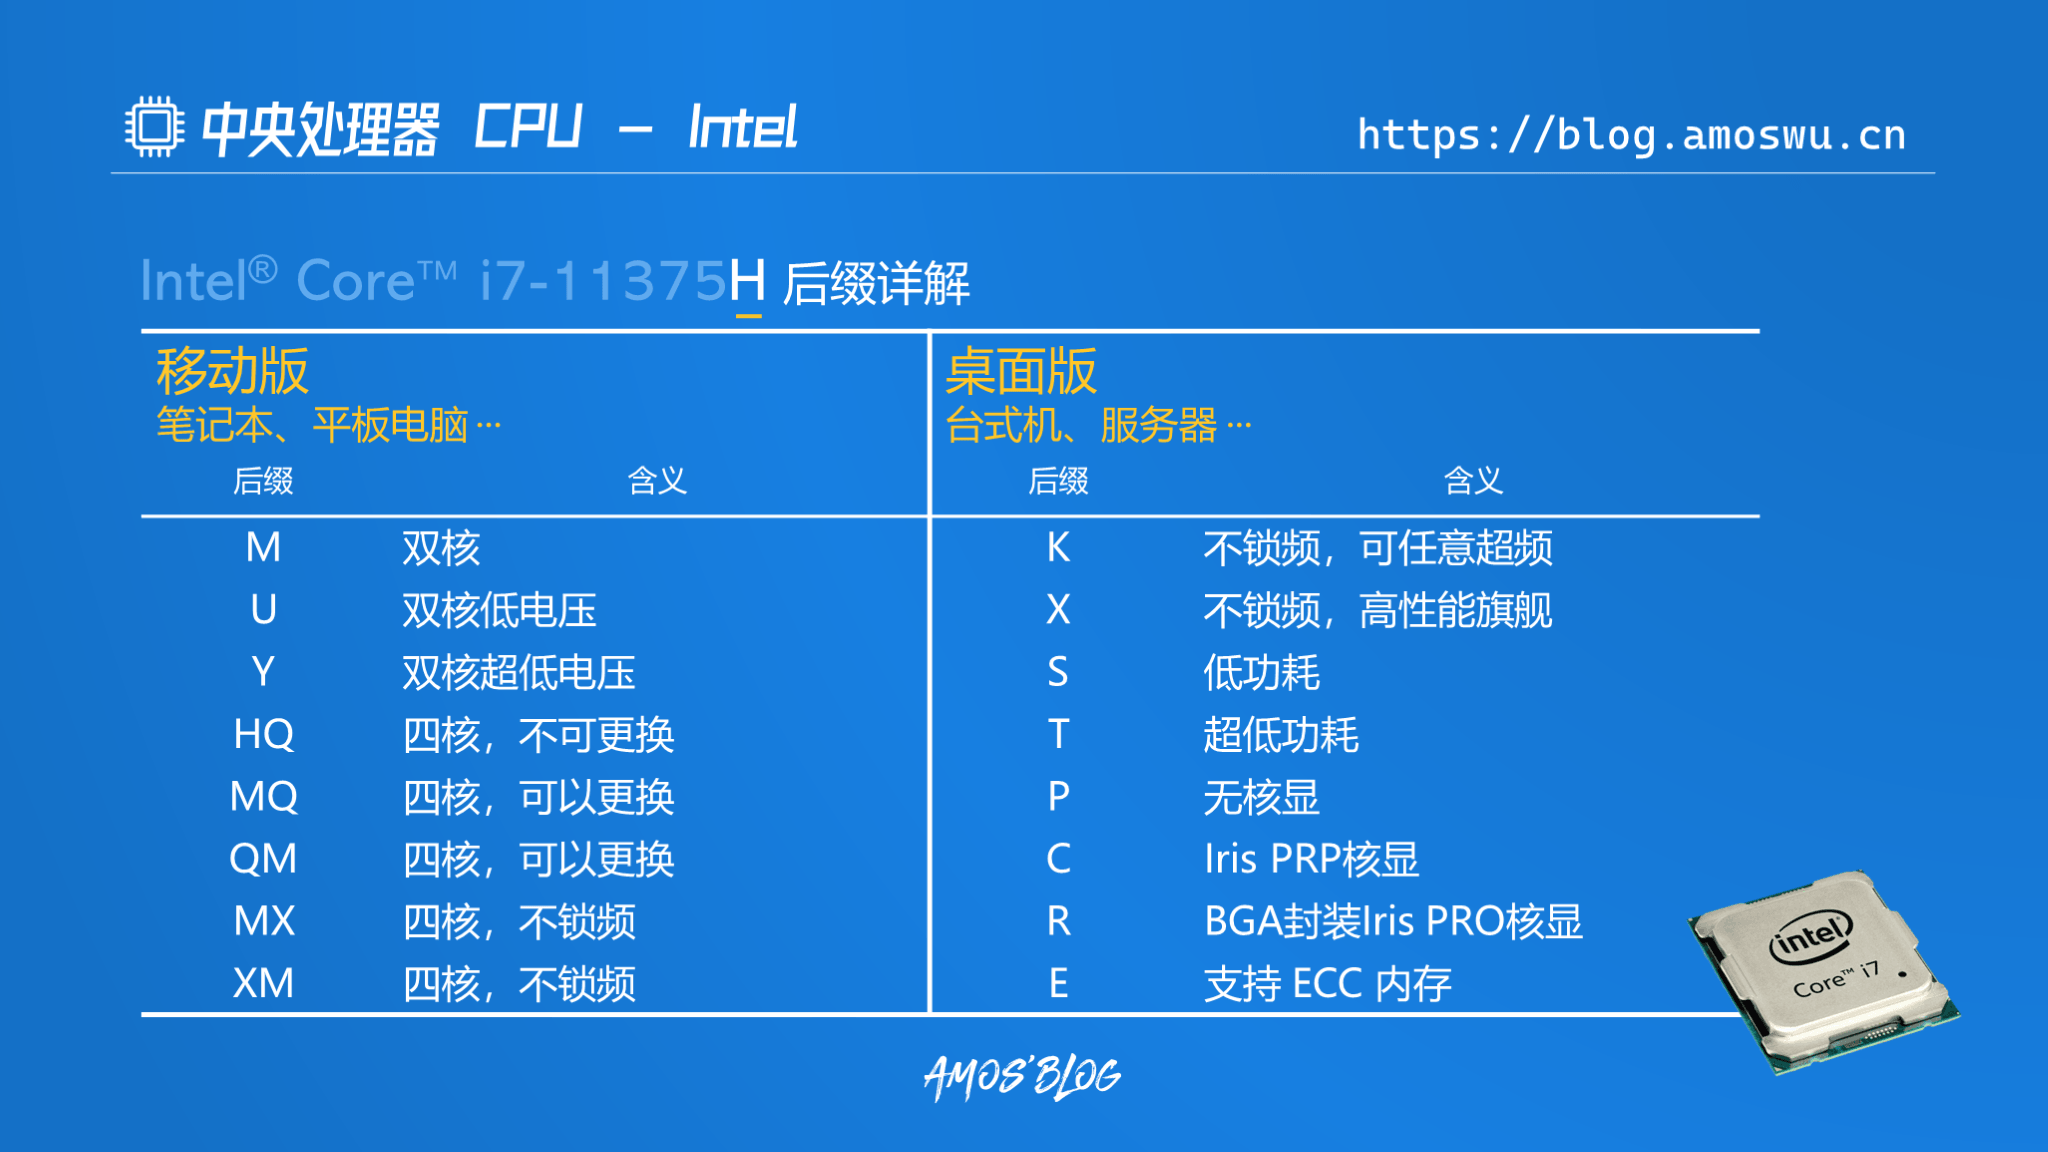 中央处理器 CPU － Intel
https://blog.amoswu.cn
Intel® Core™ i7-11375H 后缀详解
移动版
笔记本、平板电脑…
后缀 含义
M 双核
U 双核低电压
Y 双核超低电压
HQ 四核，不可更换
MQ 四核，可以更换
QM 四核，可以更换
MX 四核，不锁频
XM 四核，不锁频
桌面版
台式机、服务器…
后缀 含义
K 不锁频，可任意超频
X 不锁频，高性能旗舰
S 低功耗
T 超低功耗
P 无核显
C Iris PRP核显
R BGA封装Iris PRO核显
E 支持 ECC 内存
intel®
Core™ i7
AMOS'BLOG